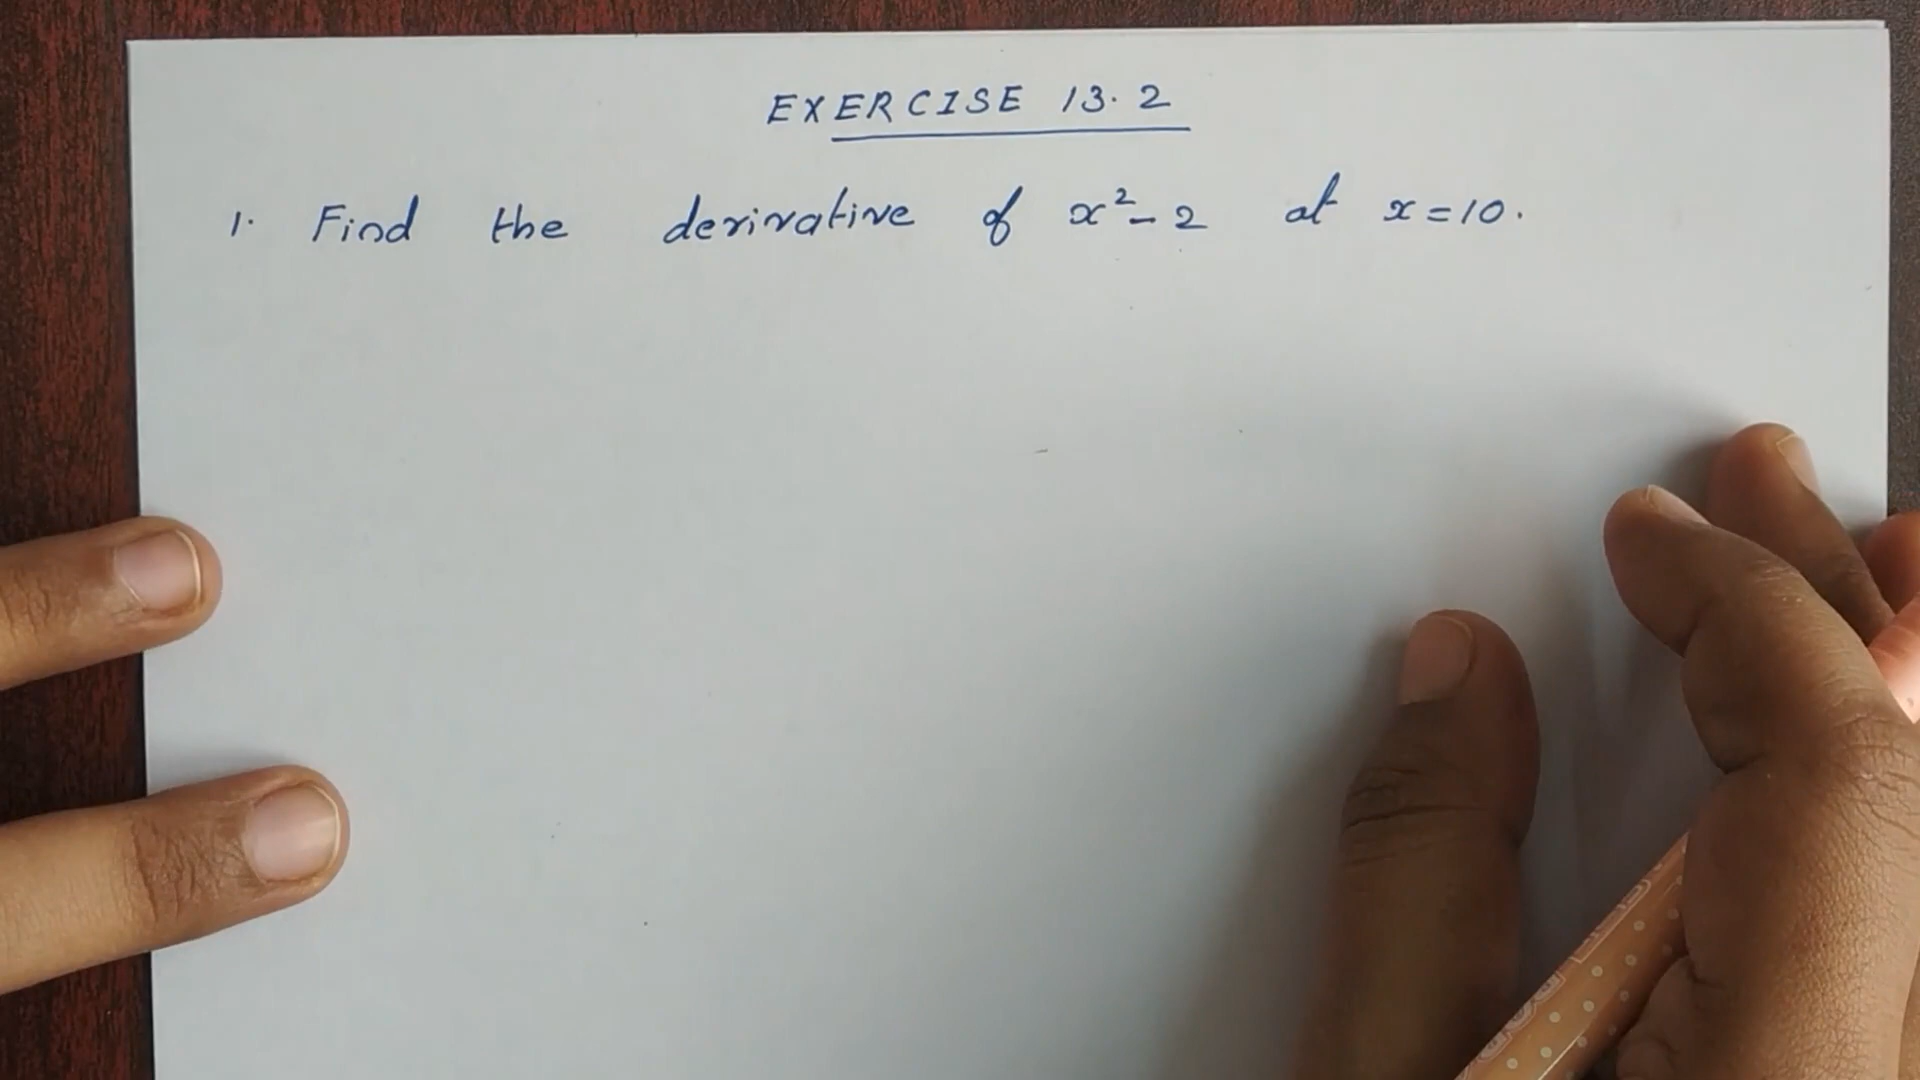 EXERCISE 13.2
1. Find the derivative of x²-2 at x=10.